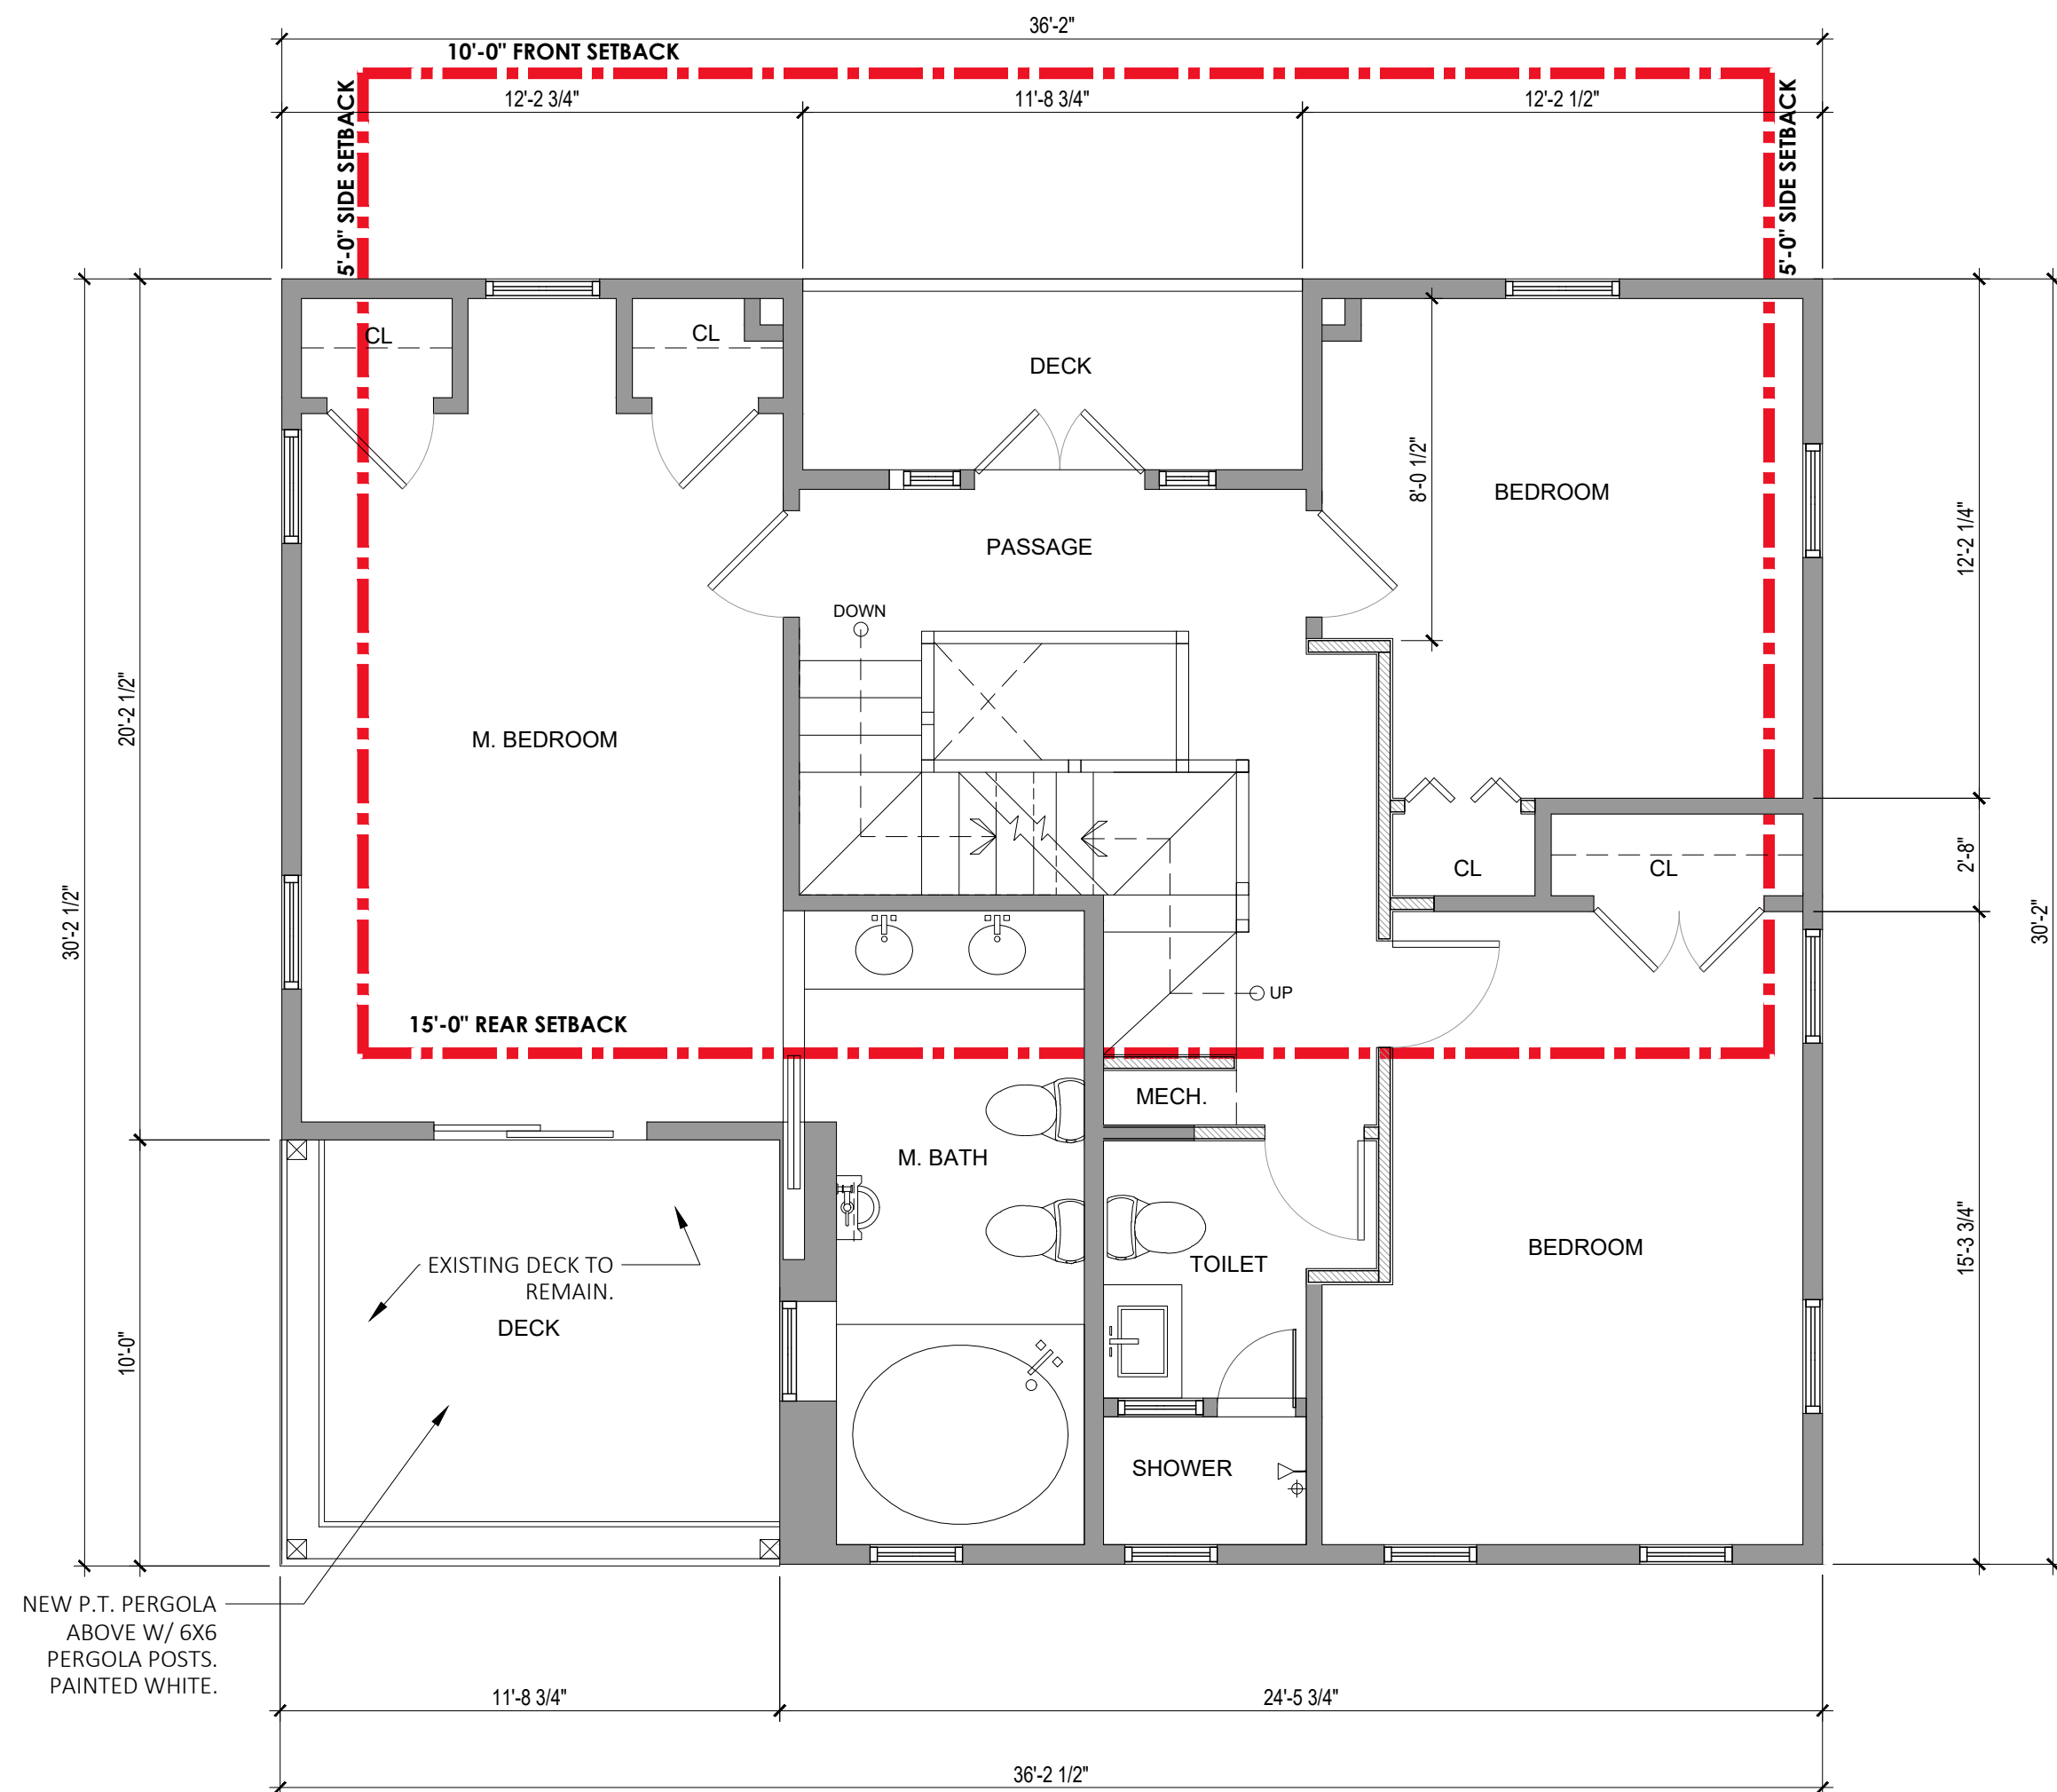 36'-2"
10'-0" FRONT SETBACK
12'-2 3/4"
11'-8 3/4"
12'-2 1/2"
5'-0" SIDE SETBACK
5'-0" SIDE SETBACK
CL
CL
DECK
8'-0 1/2"
BEDROOM
12'-2 1/4"
PASSAGE
DOWN
20'-2 1/2"
M. BEDROOM
CL
CL
2'-8"
30'-2 1/2"
30'-2"
UP
15'-0" REAR SETBACK
MECH.
M. BATH
TOILET
BEDROOM
15'-3 3/4"
EXISTING DECK TO
REMAIN.
DECK
10'-0"
SHOWER
NEW P.T. PERGOLA
ABOVE W/ 6X6
PERGOLA POSTS.
PAINTED WHITE.
11'-8 3/4"
24'-5 3/4"
36'-2 1/2"